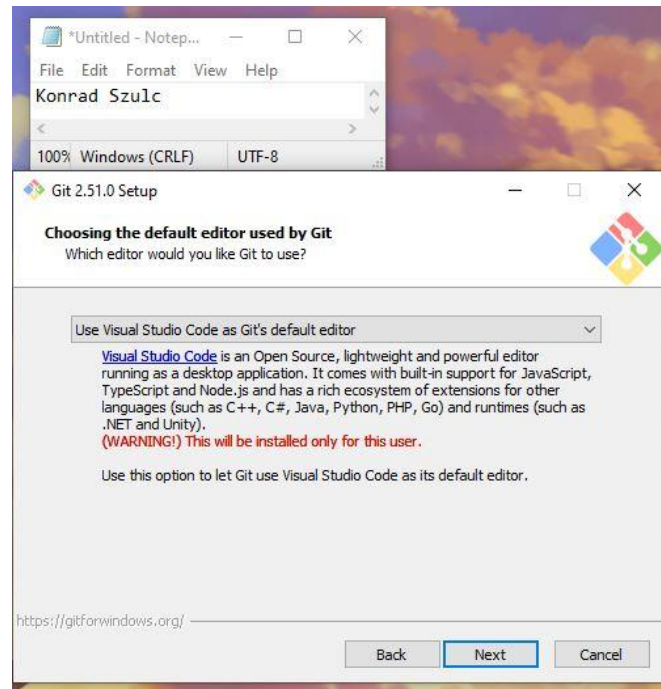 *Untitled - Notep...
File Edit Format View Help
Konrad Szulc
100% Windows (CRLF) UTF-8
Git 2.51.0 Setup
Choosing the default editor used by Git
Which editor would you like Git to use?
Use Visual Studio Code as Git's default editor
Visual Studio Code is an Open Source, lightweight and powerful editor
running as a desktop application. It comes with built-in support for JavaScript,
TypeScript and Node.js and has a rich ecosystem of extensions for other
languages (such as C++, C#, Java, Python, PHP, Go) and runtimes (such as
.NET and Unity).
(WARNING!) This will be installed only for this user.
Use this option to let Git use Visual Studio Code as its default editor.
https://gitforwindows.org/
Back Next Cancel